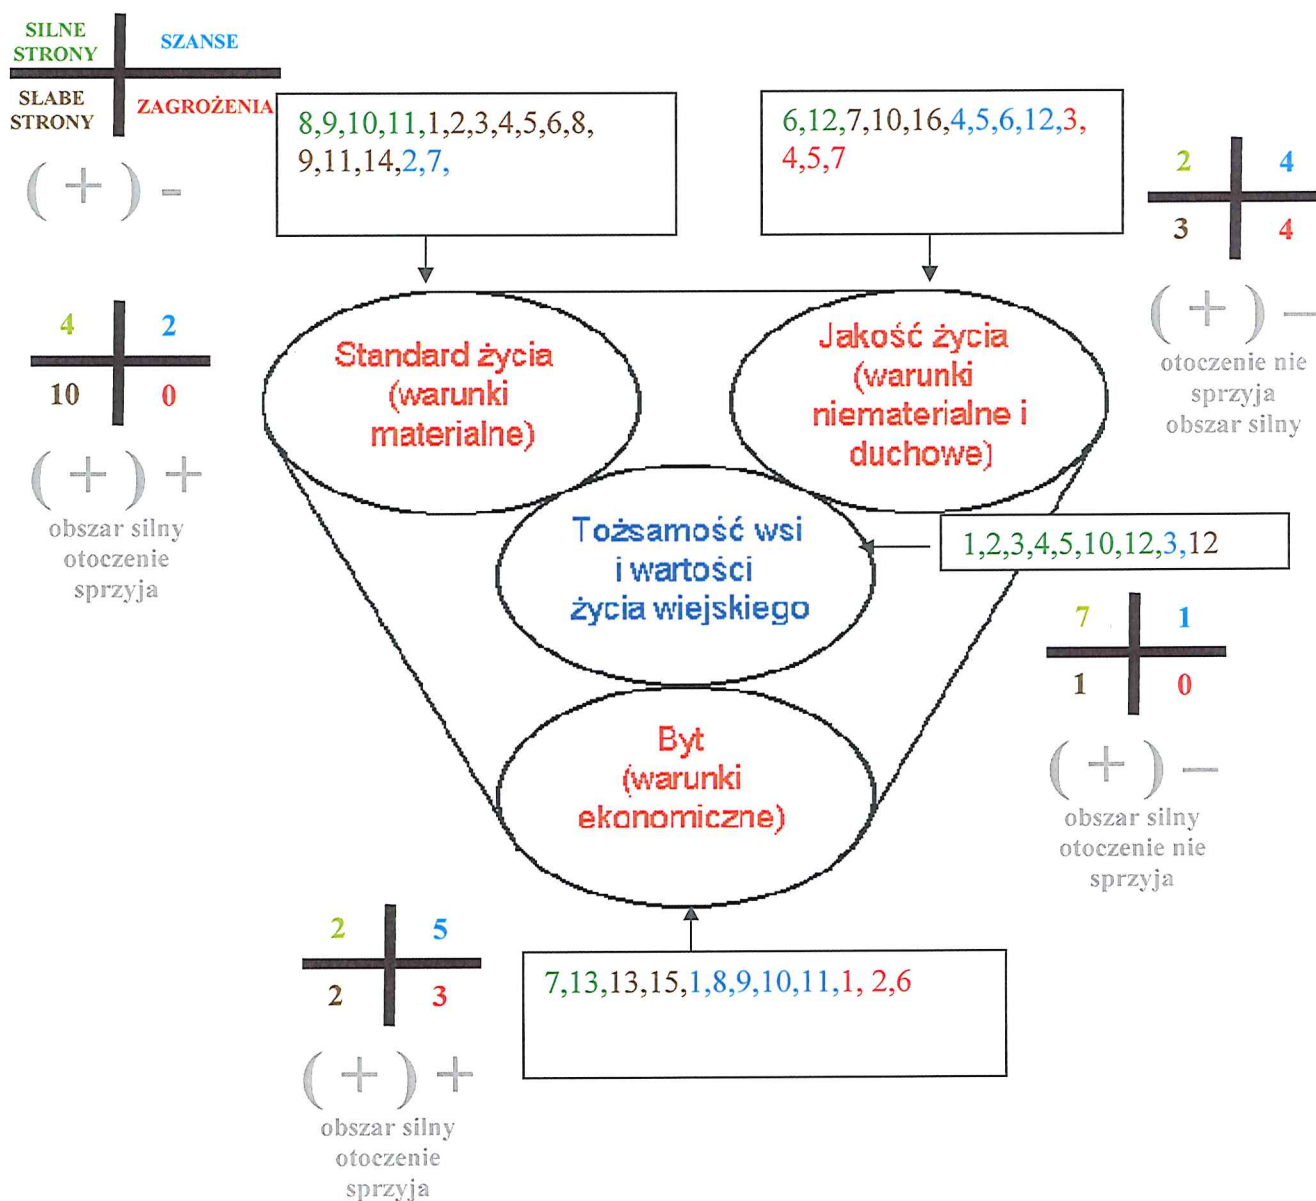 SILNE
STRONY
SZANSE
SŁABE
STRONY
ZAGROŻENIA
( + ) -
8,9,10,11,1,2,3,4,5,6,8,
9,11,14,2,7,
6,12,7,10,16,4,5,6,12,3,
4,5,7
2 4
3 4
( + ) –
otoczenie nie
sprzyja
obszar silny
4 2
10 0
( + ) +
obszar silny
otoczenie
sprzyja
Standard życia
(warunki
materialne)
Jakość życia
(warunki
niematerialne i
duchowe)
Tożsamość wsi
i wartości
życia wiejskiego
1,2,3,4,5,10,12,3,12
7 1
1 0
( + ) –
obszar silny
otoczenie nie
sprzyja
Byt
(warunki
ekonomiczne)
2 5
2 3
( + ) +
obszar silny
otoczenie
sprzyja
7,13,13,15,1,8,9,10,11,1, 2,6